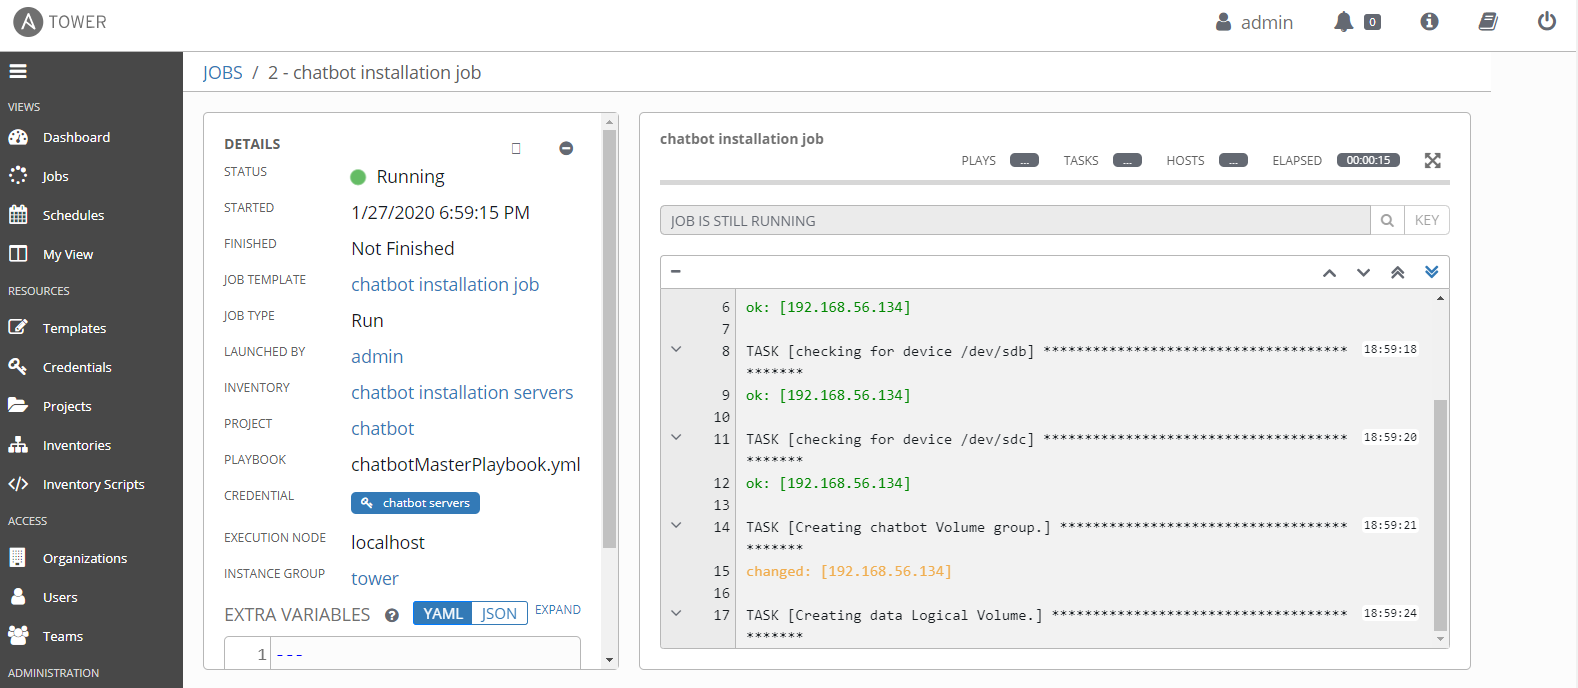 TOWER
admin
0
JOBS / 2 - chatbot installation job
VIEWS
Dashboard
Jobs
Schedules
My View
RESOURCES
Templates
Credentials
Projects
Inventories
Inventory Scripts
ACCESS
Organizations
Users
Teams
ADMINISTRATION
DETAILS
STATUS Running
STARTED 1/27/2020 6:59:15 PM
FINISHED Not Finished
JOB TEMPLATE chatbot installation job
JOB TYPE Run
LAUNCHED BY admin
INVENTORY chatbot installation servers
PROJECT chatbot
PLAYBOOK chatbotMasterPlaybook.yml
CREDENTIAL chatbot servers
EXECUTION NODE localhost
INSTANCE GROUP tower
EXTRA VARIABLES YAML JSON EXPAND
1 ---
chatbot installation job
PLAYS ... TASKS ... HOSTS ... ELAPSED 00:00:15
JOB IS STILL RUNNING KEY
6 ok: [192.168.56.134]
7
8 TASK [checking for device /dev/sdb] ************************************* 18:59:18
*******
9 ok: [192.168.56.134]
10
11 TASK [checking for device /dev/sdc] ************************************* 18:59:20
*******
12 ok: [192.168.56.134]
13
14 TASK [Creating chatbot Volume group.] *********************************** 18:59:21
*******
15 changed: [192.168.56.134]
16
17 TASK [Creating data Logical Volume.] ************************************ 18:59:24
*******